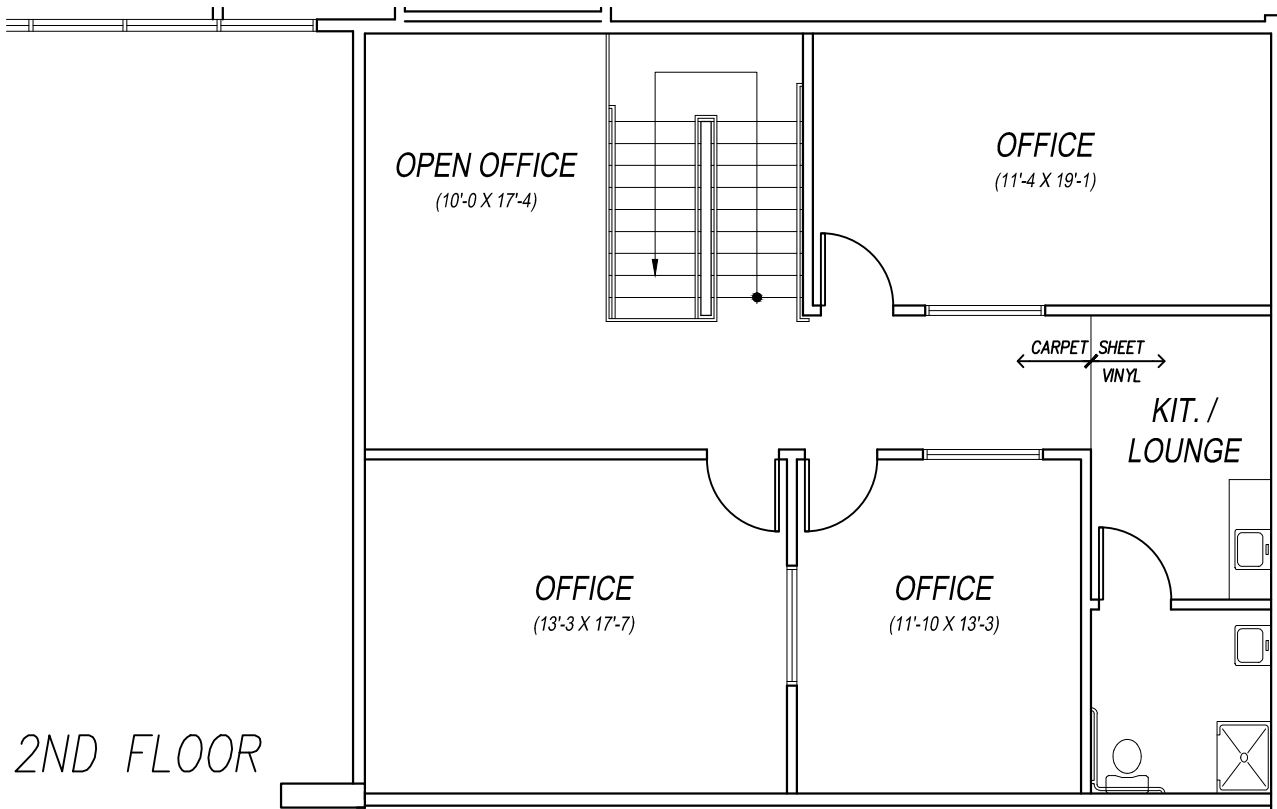 OPEN OFFICE
(10'-0 X 17'-4)
OFFICE
(11'-4 X 19'-1)
CARPET SHEET
VINYL
KIT. /
LOUNGE
OFFICE
(13'-3 X 17'-7)
OFFICE
(11'-10 X 13'-3)
2ND FLOOR